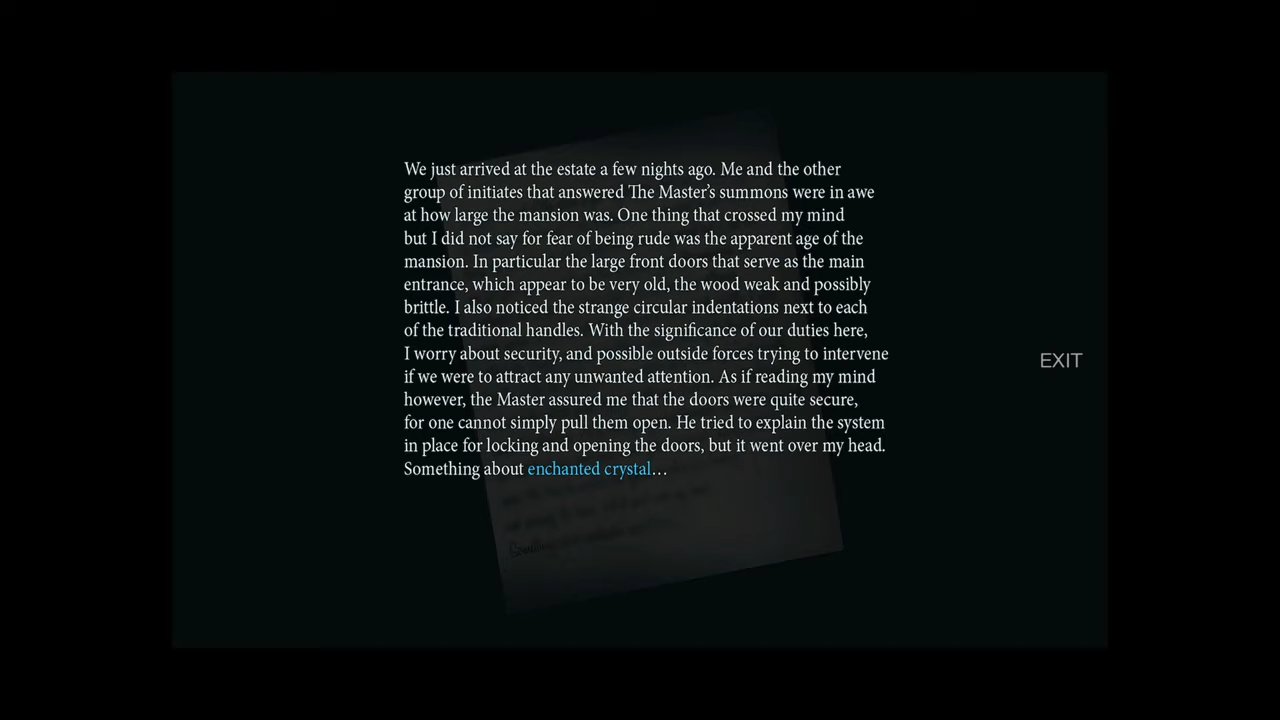 We just arrived at the estate a few nights ago. Me and the other
group of initiates that answered The Master's summons were in awe
at how large the mansion was. One thing that crossed my mind
but I did not say for fear of being rude was the apparent age of the
mansion. In particular the large front doors that serve as the main
entrance, which appear to be very old, the wood weak and possibly
brittle. I also noticed the strange circular indentations next to each
of the traditional handles. With the significance of our duties here,
I worry about security, and possible outside forces trying to intervene
if we were to attract any unwanted attention. As if reading my mind
however, the Master assured me that the doors were quite secure,
for one cannot simply pull them open. He tried to explain the system
in place for locking and opening the doors, but it went over my head.
Something about enchanted crystal…
EXIT